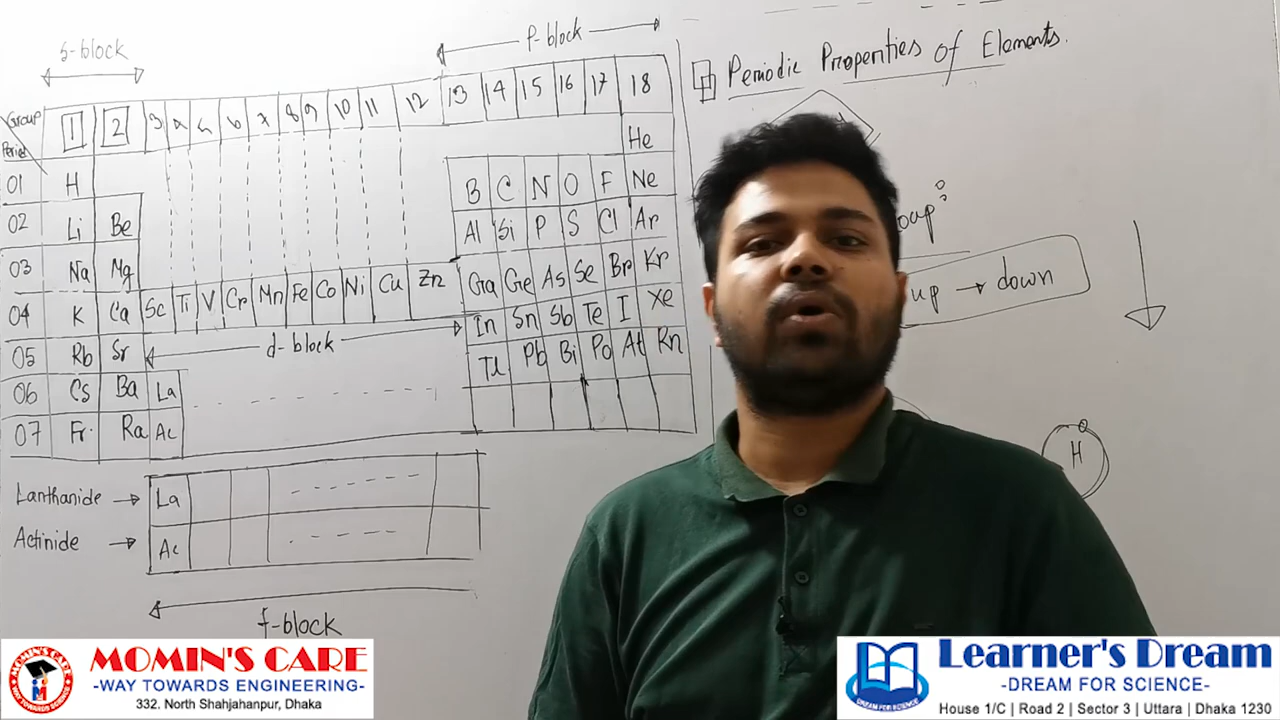 s-block
p-block
Periodic Properties of Elements.
Group 1 2 3 4 5 6 7 8 9 10 11 12 13 14 15 16 17 18
Period
He
01 H B C N O F Ne
02 Li Be Al Si P S Cl Ar
03 Na Mg Ga Ge As Se Br Kr
04 K Ca Sc Ti V Cr Mn Fe Co Ni Cu Zn In Sn Sb Te I Xe
d-block
05 Rb Sr Tl Pb Bi Po At Rn
06 Cs Ba La
07 Fr Ra Ac
Lanthanide → La
Actinide → Ac
f-block
up → down
H
MOMIN'S CARE
-WAY TOWARDS ENGINEERING-
332, North Shahjahanpur, Dhaka
Learner's Dream
-DREAM FOR SCIENCE-
House 1/C | Road 2 | Sector 3 | Uttara | Dhaka 1230
DREAM FOR SCIENCE